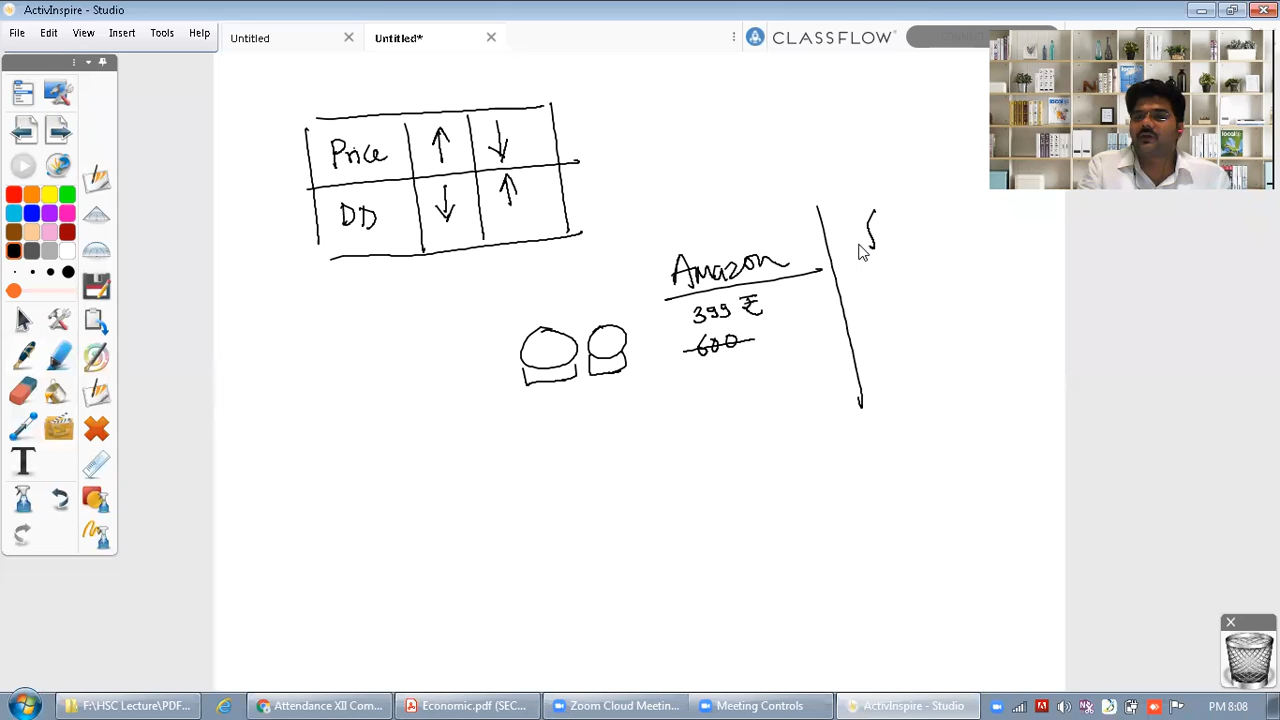 ActivInspire - Studio
File Edit View Insert Tools Help
Untitled
Untitled*
CLASSFLOW
Price ↑ ↓
DD ↓ ↑
Amazon
399 ₹
600
F:\HSC Lecture\PDF...
Attendance XII Com...
Economic.pdf (SEC...
Zoom Cloud Meetin...
Meeting Controls
ActivInspire - Studio
PM 8:08